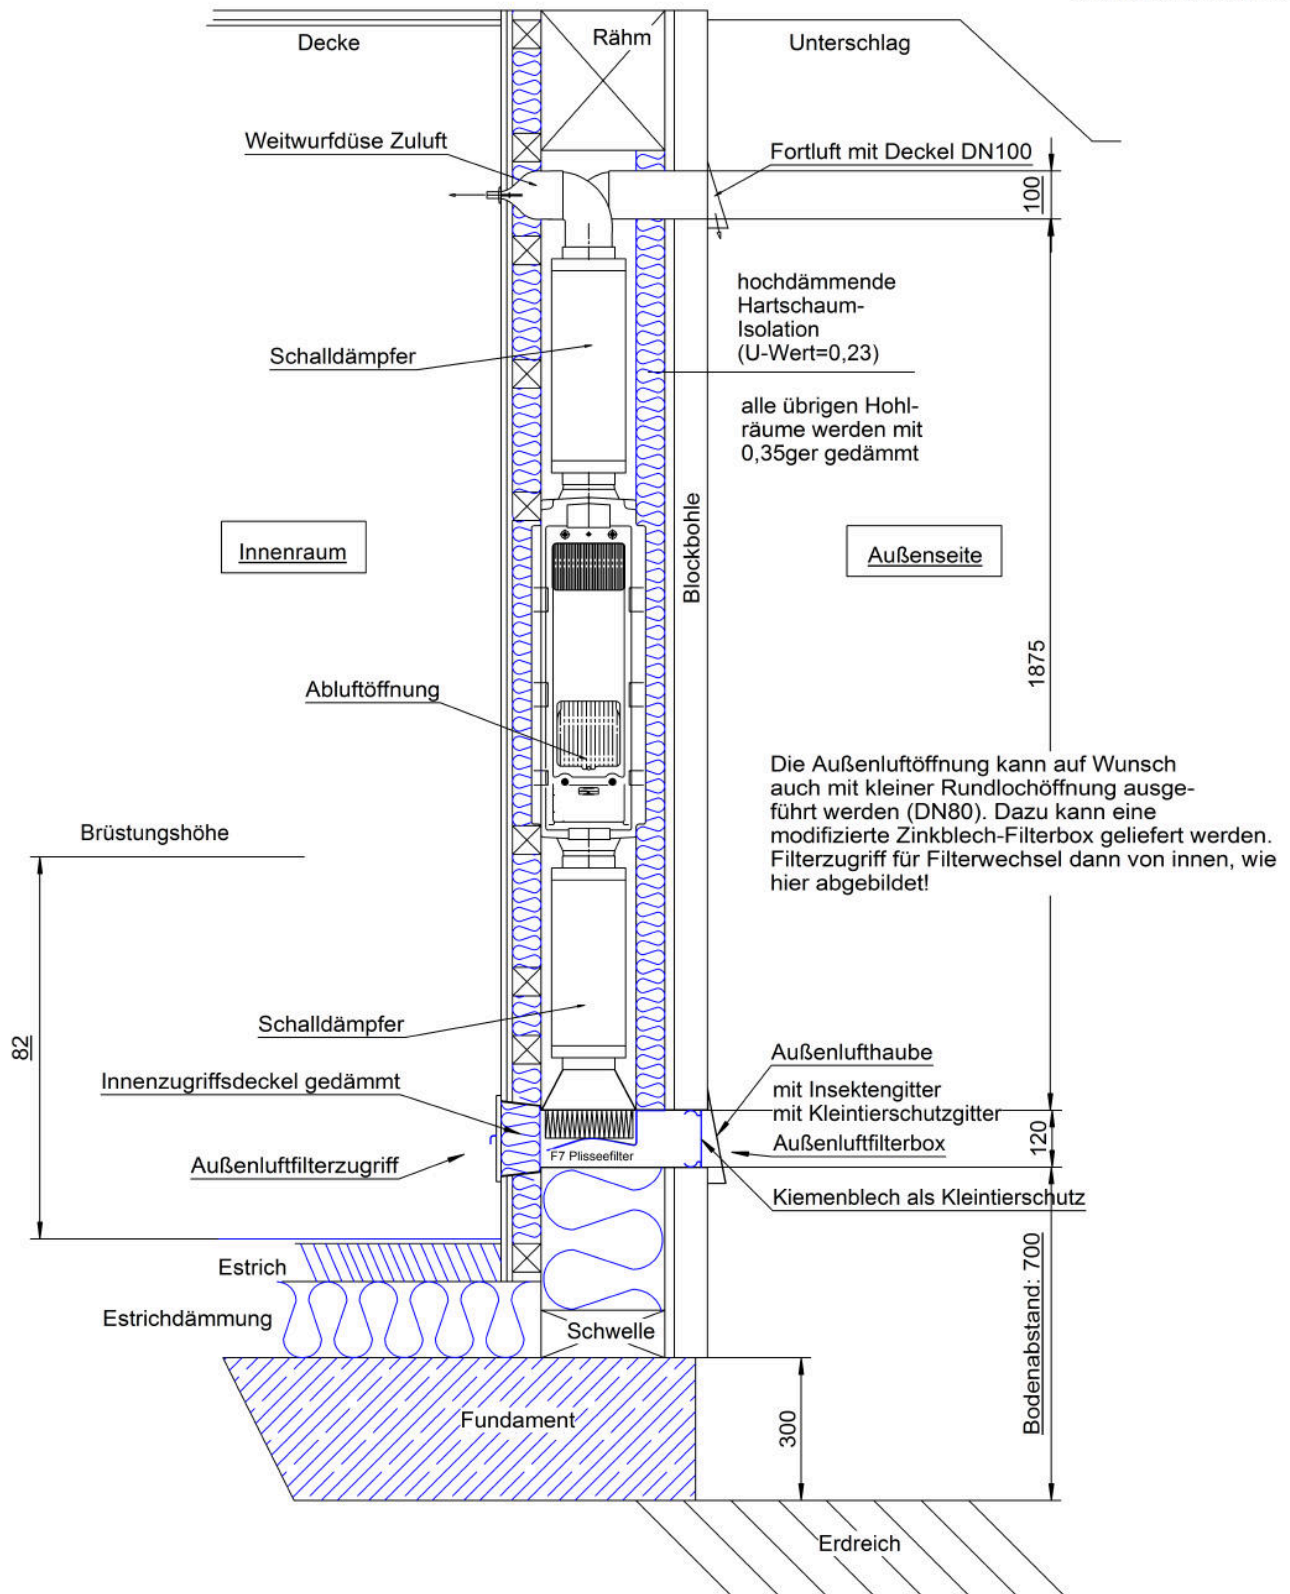 Decke
Rähm
Unterschlag
Weitwurfdüse Zuluft
Fortluft mit Deckel DN100
100
hochdämmende
Hartschaum-
Isolation
(U-Wert=0,23)
Schalldämpfer
alle übrigen Hohl-
räume werden mit
0,35ger gedämmt
Blockbohle
Innenraum
Außenseite
1875
Abluftöffnung
Die Außenluftöffnung kann auf Wunsch
auch mit kleiner Rundlochöffnung ausge-
führt werden (DN80). Dazu kann eine
modifizierte Zinkblech-Filterbox geliefert werden.
Filterzugriff für Filterwechsel dann von innen, wie
hier abgebildet!
Brüstungshöhe
82
Schalldämpfer
Außenlufthaube
Innenzugriffsdeckel gedämmt
mit Insektengitter
mit Kleintierschutzgitter
120
Außenluftfilterbox
F7 Plisseefilter
Außenluftfilterzugriff
Kiemenblech als Kleintierschutz
Estrich
Estrichdämmung
Schwelle
Bodenabstand: 700
Fundament
300
Erdreich